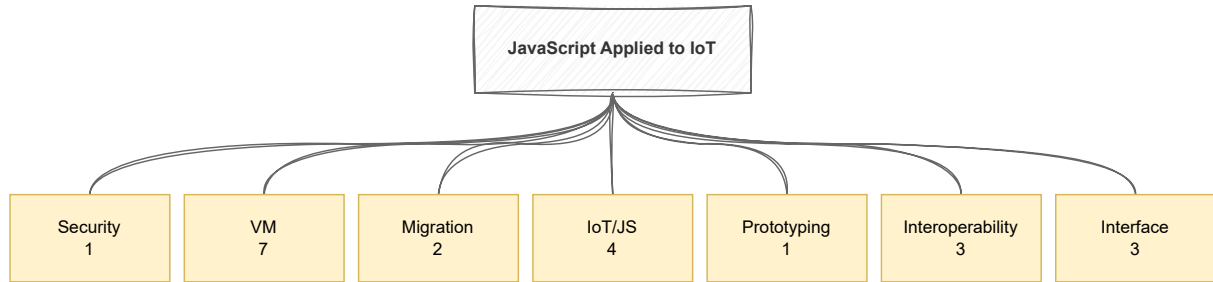 JavaScript Applied to IoT
Security
1
VM
7
Migration
2
IoT/JS
4
Prototyping
1
Interoperability
3
Interface
3